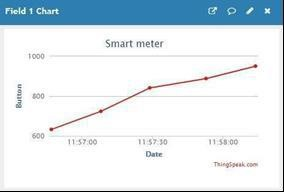 Field 1 Chart
Smart meter
1000
800
600
Button
11:57:00 11:57:30 11:58:00
Date
ThingSpeak.com